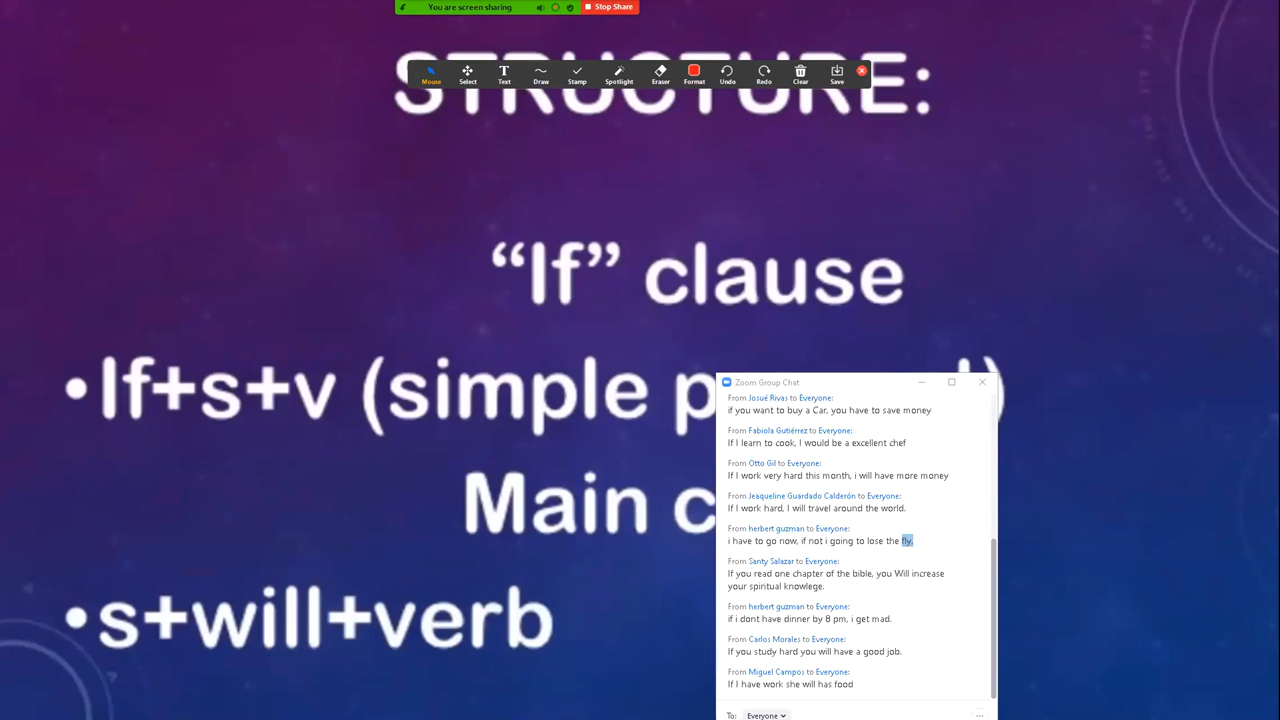 You are screen sharing
Stop Share
Mouse
Select
Text
Draw
Stamp
Spotlight
Eraser
Format
Undo
Redo
Clear
Save
STRUCTURE:
“If” clause
•If+s+v (simple
Main
•s+will+verb
Zoom Group Chat
From Josué Rivas to Everyone:
if you want to buy a Car, you have to save money
From Fabiola Gutiérrez to Everyone:
If I learn to cook, I would be a excellent chef
From Otto Gil to Everyone:
If I work very hard this month, i will have more money
From Jeaqueline Guardado Calderón to Everyone:
If I work hard, I will travel around the world.
From herbert guzman to Everyone:
i have to go now, if not i going to lose the fly.
From Santy Salazar to Everyone:
If you read one chapter of the bible, you Will increase
your spiritual knowlege.
From herbert guzman to Everyone:
if i dont have dinner by 8 pm, i get mad.
From Carlos Morales to Everyone:
If you study hard you will have a good job.
From Miguel Campos to Everyone:
If I have work she will has food
To: Everyone